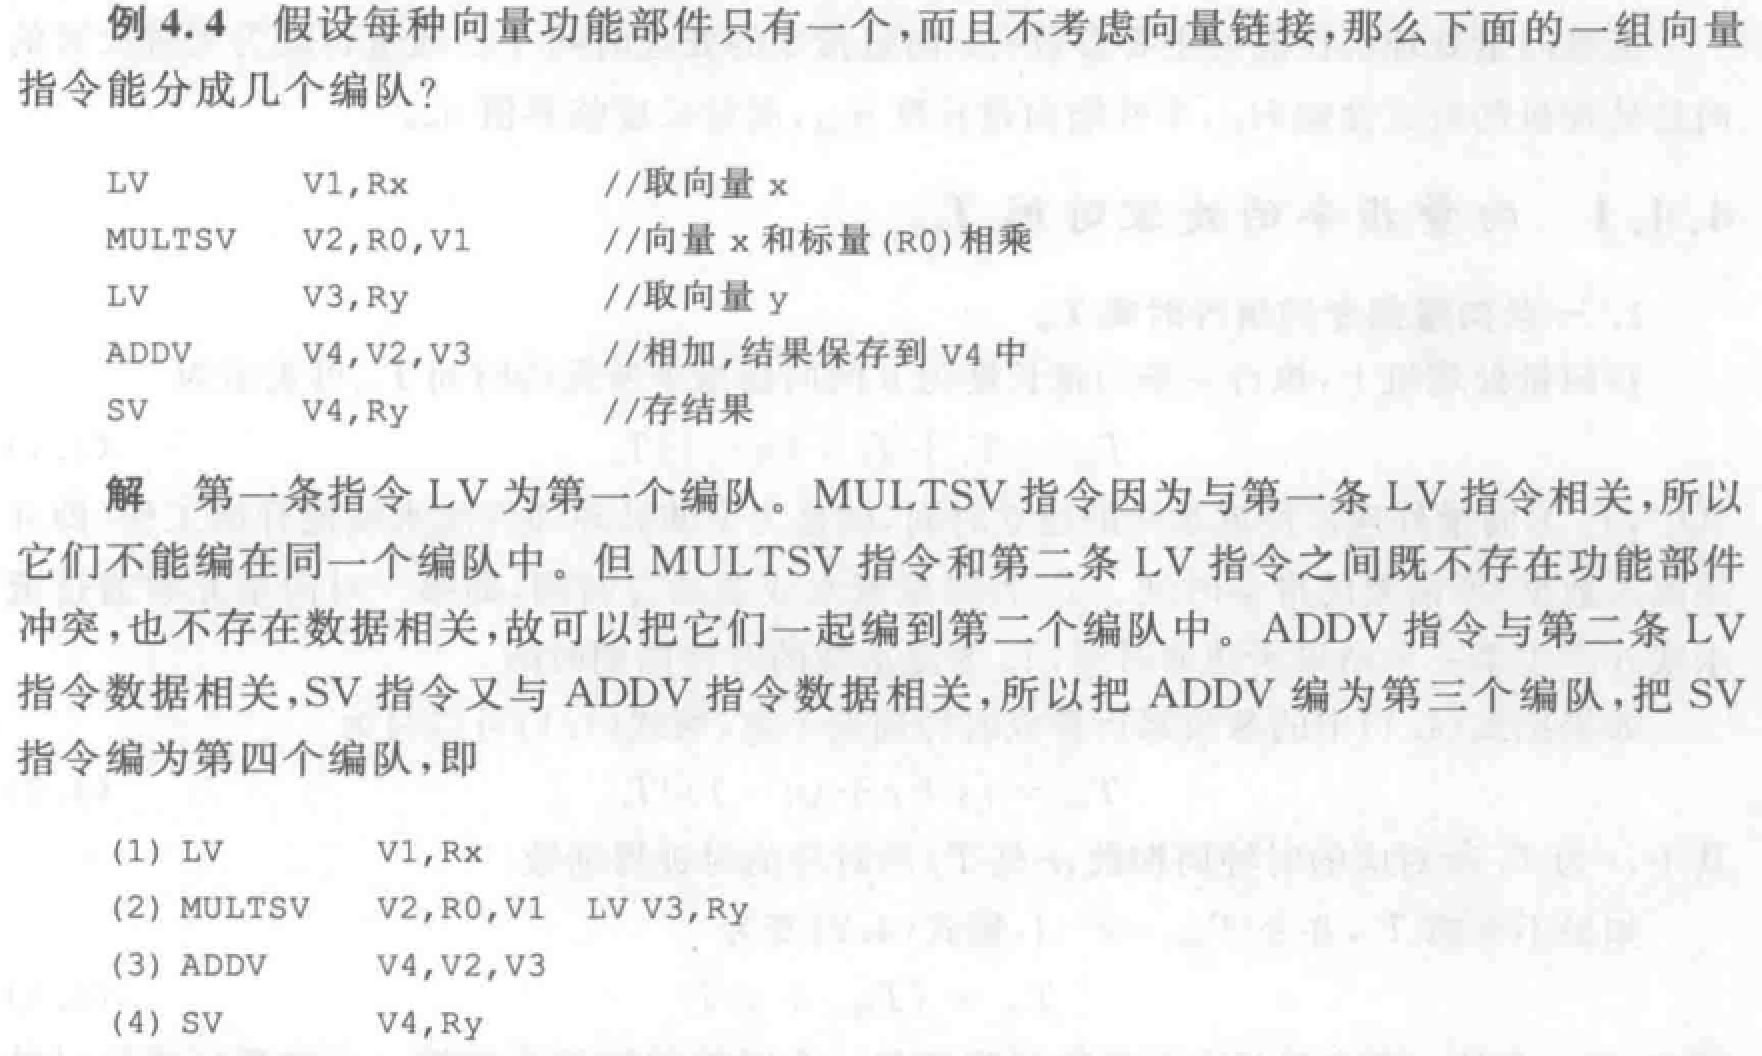 例 4.4 假设每种向量功能部件只有一个,而且不考虑向量链接,那么下面的一组向量
指令能分成几个编队?
LV V1,Rx //取向量 x
MULTSV V2,R0,V1 //向量 x 和标量(R0)相乘
LV V3,Ry //取向量 y
ADDV V4,V2,V3 //相加,结果保存到 V4 中
SV V4,Ry //存结果
解 第一条指令 LV 为第一个编队。MULTSV 指令因为与第一条 LV 指令相关,所以
它们不能编在同一个编队中。但 MULTSV 指令和第二条 LV 指令之间既不存在功能部件
冲突,也不存在数据相关,故可以把它们一起编到第二个编队中。ADDV 指令与第二条 LV
指令数据相关,SV 指令又与 ADDV 指令数据相关,所以把 ADDV 编为第三个编队,把 SV
指令编为第四个编队,即
(1) LV V1,Rx
(2) MULTSV V2,R0,V1 LV V3,Ry
(3) ADDV V4,V2,V3
(4) SV V4,Ry